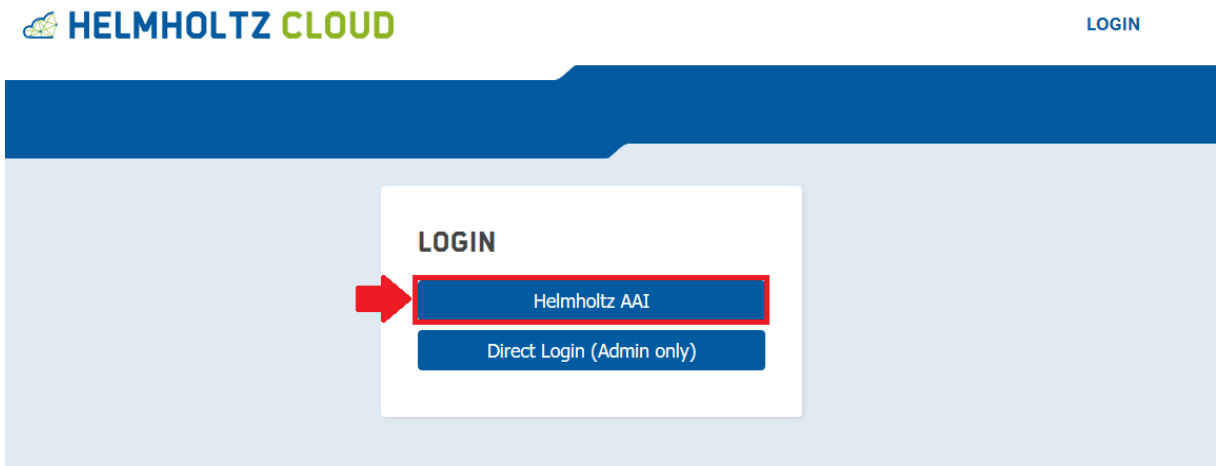 HELMHOLTZ CLOUD
LOGIN
LOGIN
Helmholtz AAI
Direct Login (Admin only)